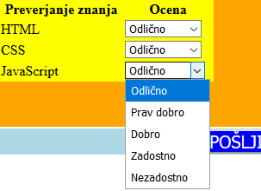 Preverjanje znanja Ocena
HTML Odlično
CSS Odlično
JavaScript Odlično
Odlično
Prav dobro
Dobro
Zadostno
Nezadostno
POŠLJI